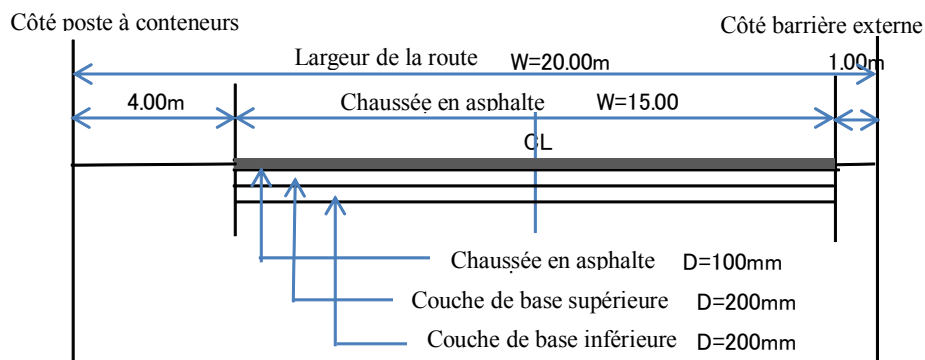 Côté poste à conteneurs
Côté barrière externe
Largeur de la route W=20.00m
1.00m
4.00m
Chaussée en asphalte W=15.00
CL
Chaussée en asphalte D=100mm
Couche de base supérieure D=200mm
Couche de base inférieure D=200mm